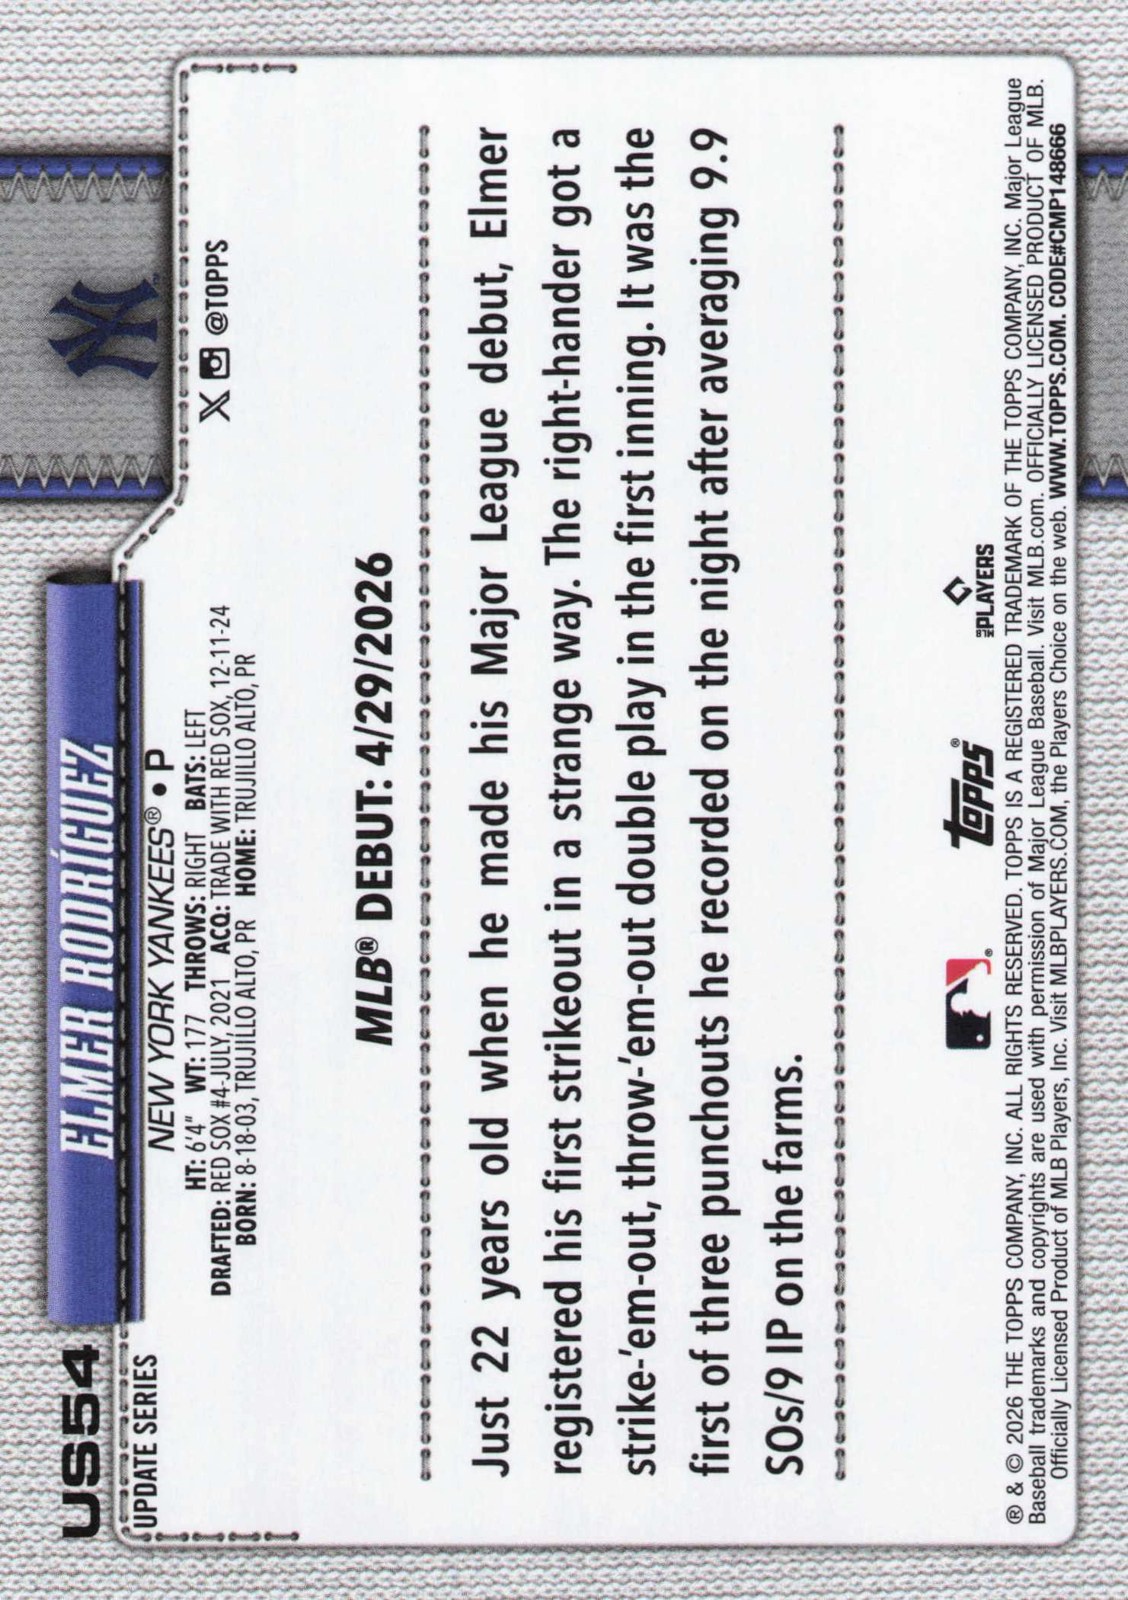 US54
ELMER RODRÍGUEZ
UPDATE SERIES
NEW YORK YANKEES® • P
HT: 6'4" WT: 177 THROWS: RIGHT BATS: LEFT
DRAFTED: RED SOX #4-JULY, 2021 ACQ: TRADE WITH RED SOX, 12-11-24
BORN: 8-18-03, TRUJILLO ALTO, PR HOME: TRUJILLO ALTO, PR
NY
X @TOPPS
MLB® DEBUT: 4/29/2026
Just 22 years old when he made his Major League debut, Elmer
registered his first strikeout in a strange way. The right-hander got a
strike-'em-out, throw-'em-out double play in the first inning. It was the
first of three punchouts he recorded on the night after averaging 9.9
SOs/9 IP on the farms.
topps®
MLB PLAYERS
® & © 2026 THE TOPPS COMPANY, INC. ALL RIGHTS RESERVED. TOPPS IS A REGISTERED TRADEMARK OF THE TOPPS COMPANY, INC. Major League
Baseball trademarks and copyrights are used with permission of Major League Baseball. Visit MLB.com. OFFICIALLY LICENSED PRODUCT OF MLB.
Officially Licensed Product of MLB Players, Inc. Visit MLBPLAYERS.COM, the Players Choice on the web. WWW.TOPPS.COM. CODE#CMP148666